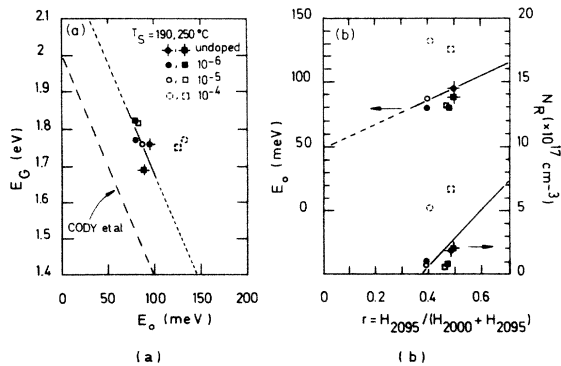 (a)
T_S = 190, 250 °C
undoped
10^-6
10^-5
10^-4
2.1
2
1.9
1.8
1.7
1.6
1.5
1.4
E_G (eV)
CODY et al
0 50 100 150 200
E_o (meV)
(a)
(b)
150
100
50
0
E_o (meV)
20
15
10
5
0
N_R (×10^17 cm^-3)
0 0.2 0.4 0.6
r = H_2095/(H_2000 + H_2095)
(b)